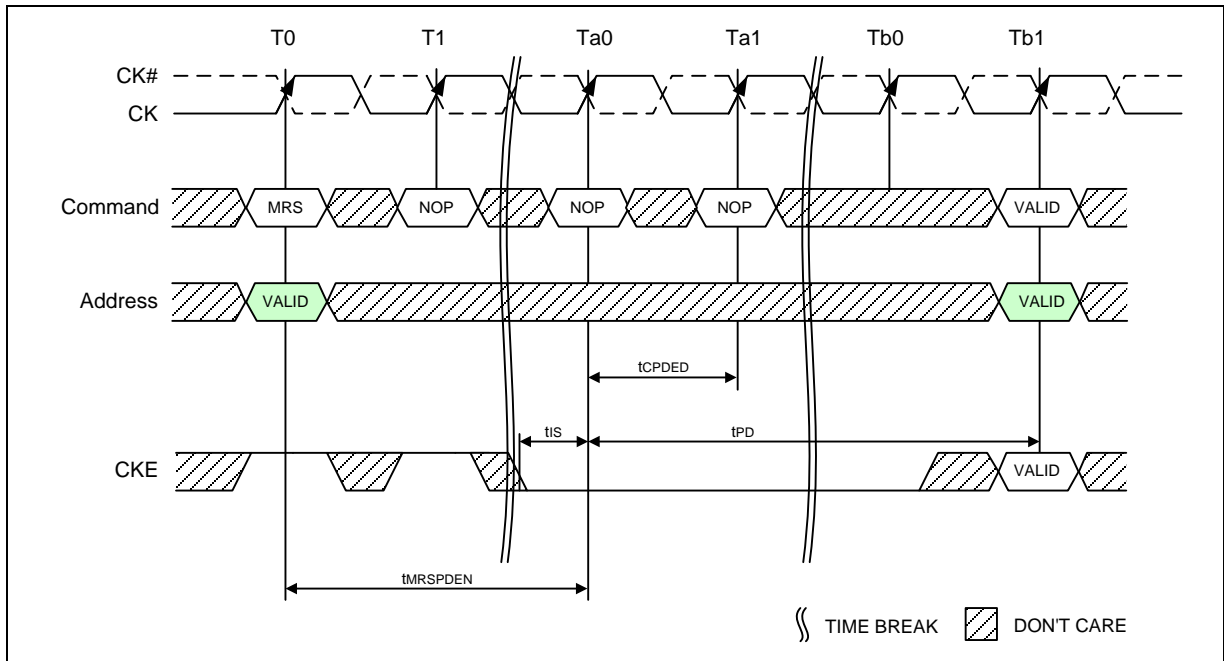 T0 T1 Ta0 Ta1 Tb0 Tb1
CK#
CK
Command MRS NOP NOP NOP VALID
Address VALID VALID
tCPDED
tIS tPD
CKE VALID
tMRSPDEN
TIME BREAK DON'T CARE